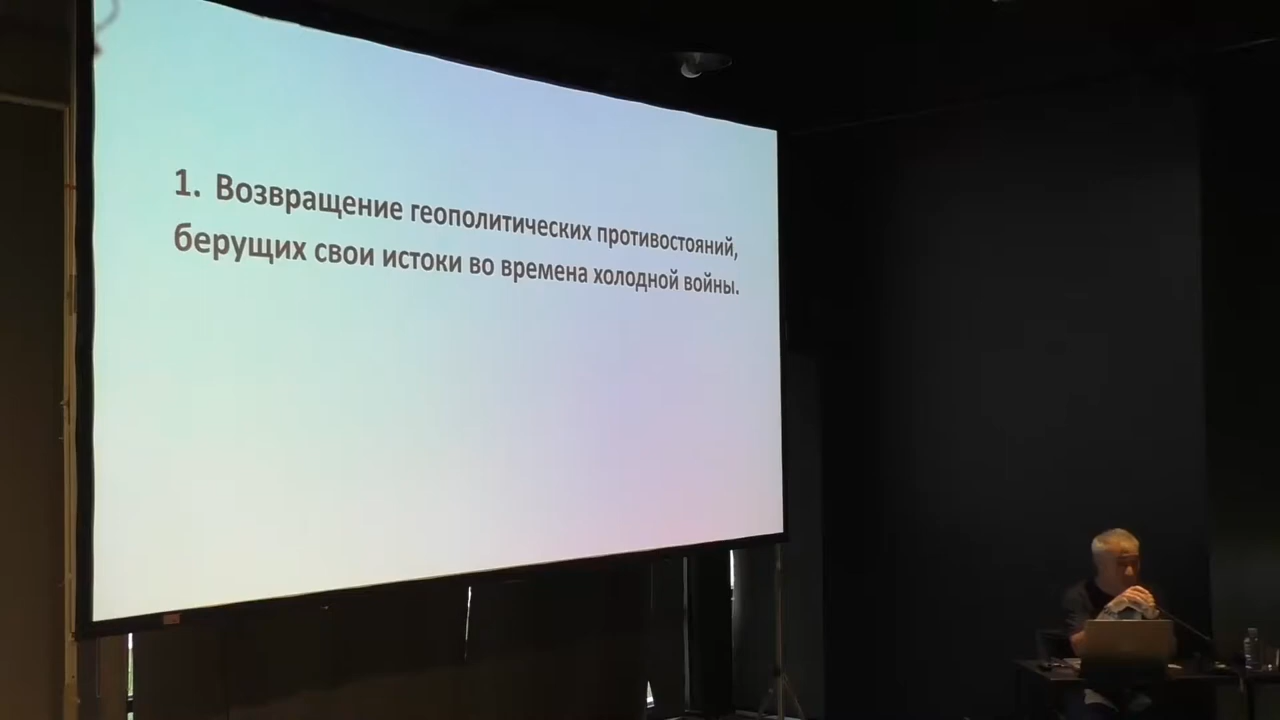 1. Возвращение геополитических противостояний,
берущих свои истоки во времена холодной войны.